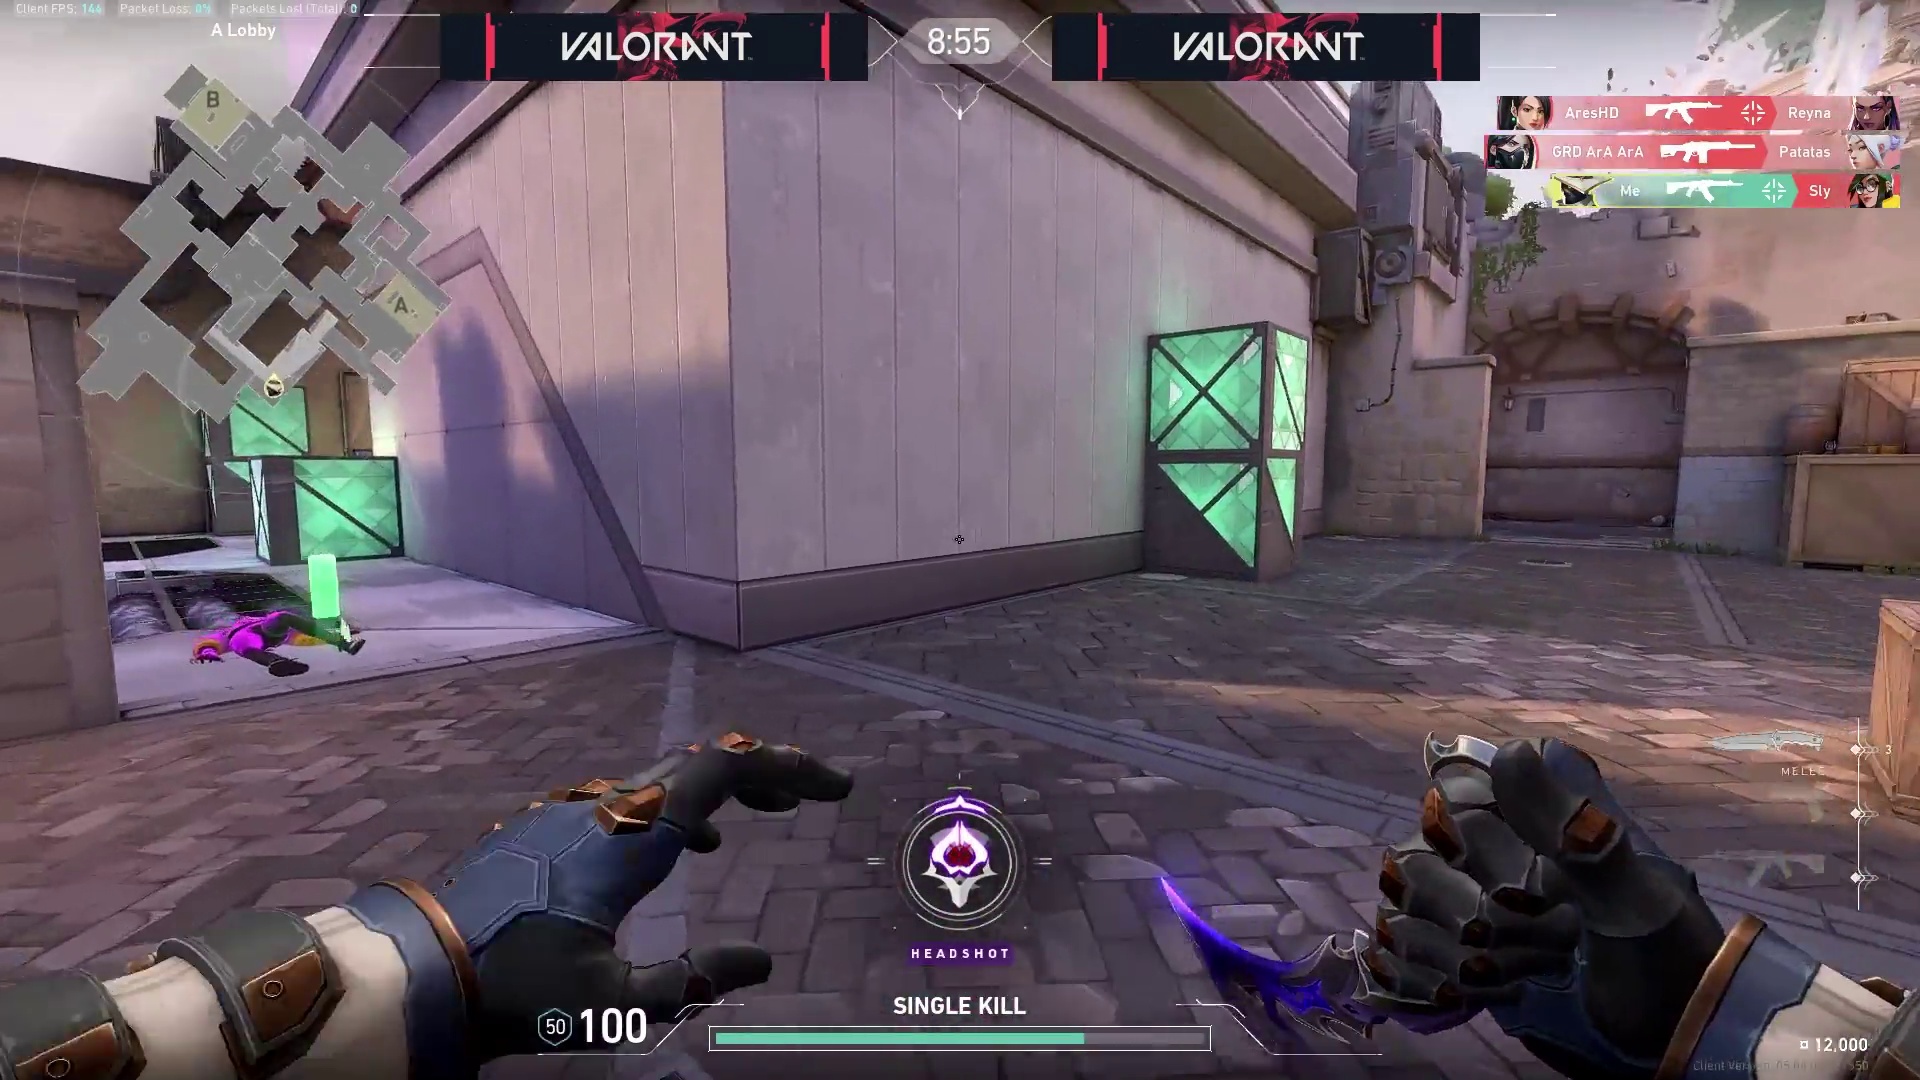 Client FPS: 144 Packet Loss: 0% Packets Lost (Total): 0
A Lobby
VALORANT
8:55
VALORANT
AresHD Reyna
GRD ArA ArA Patatas
Me Sly
B
A
3
MELEE
HEADSHOT
SINGLE KILL
50 100
¤ 12,000